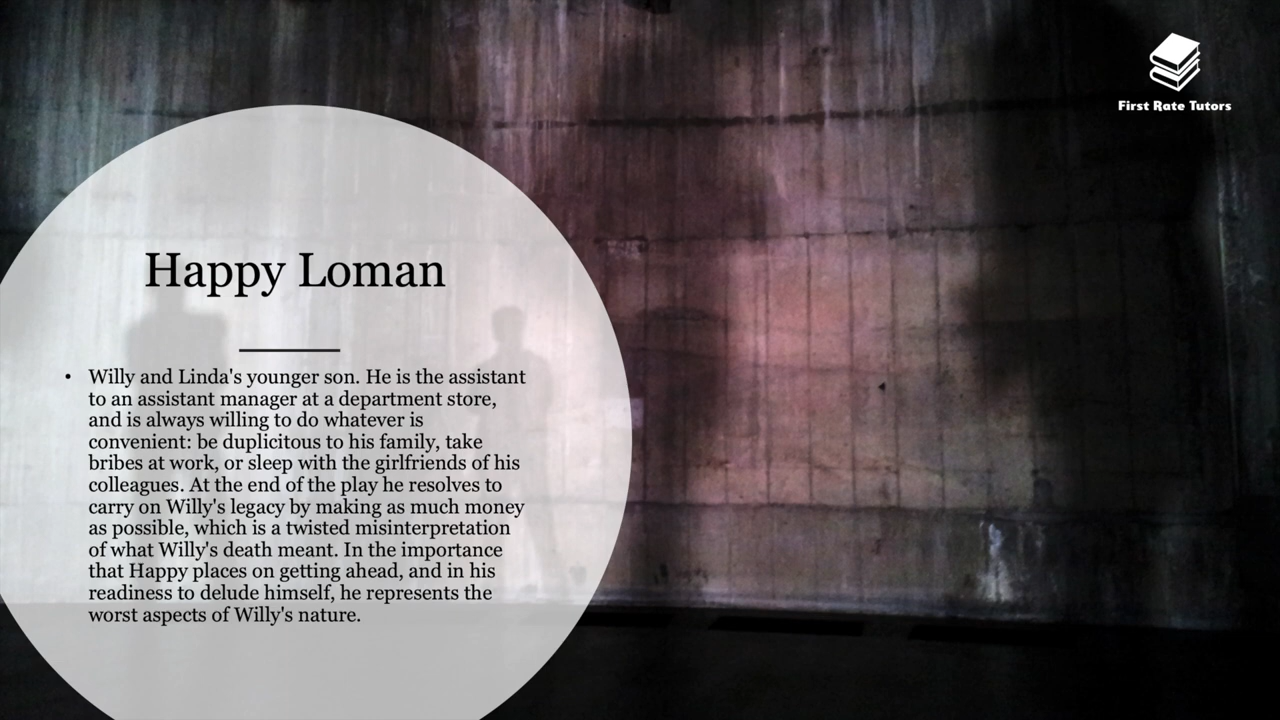 First Rate Tutors
Happy Loman
• Willy and Linda's younger son. He is the assistant
to an assistant manager at a department store,
and is always willing to do whatever is
convenient: be duplicitous to his family, take
bribes at work, or sleep with the girlfriends of his
colleagues. At the end of the play he resolves to
carry on Willy's legacy by making as much money
as possible, which is a twisted misinterpretation
of what Willy's death meant. In the importance
that Happy places on getting ahead, and in his
readiness to delude himself, he represents the
worst aspects of Willy's nature.